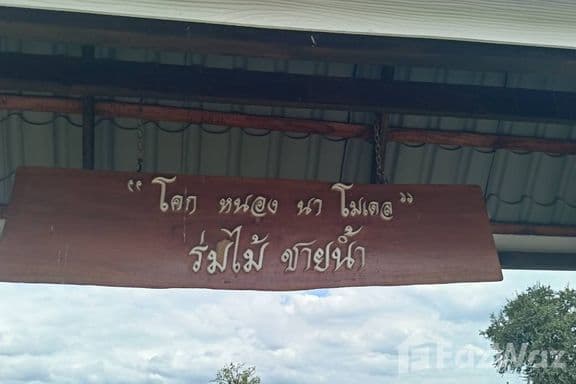 “โคก หนอง นา โมเดล”
ร่มไม้ ชายน้ำ
FazWaz